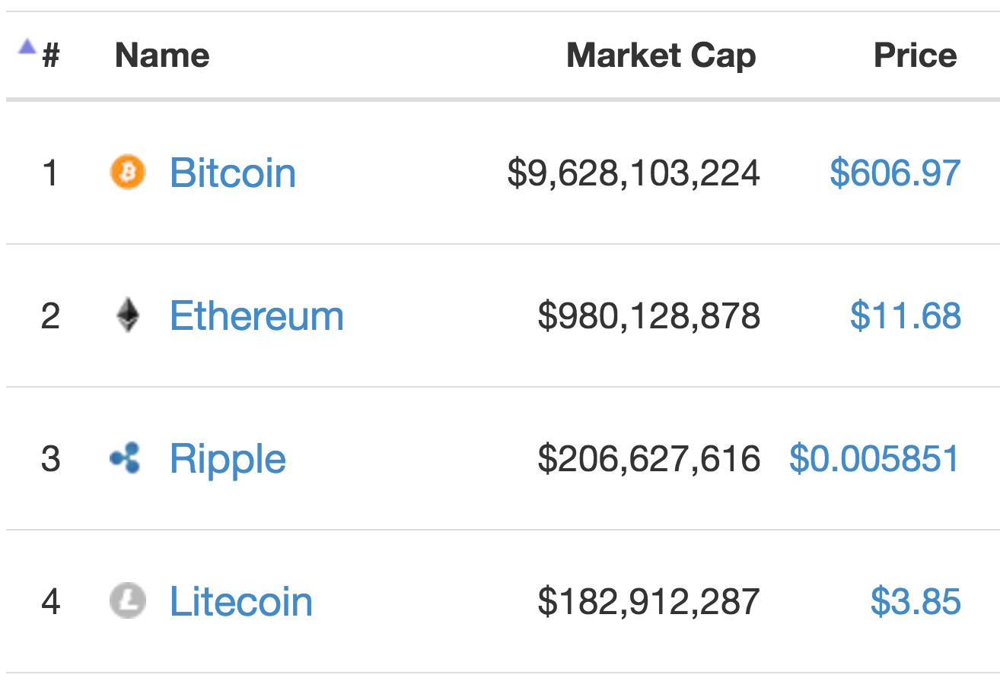 # Name Market Cap Price
1 Bitcoin $9,628,103,224 $606.97
2 Ethereum $980,128,878 $11.68
3 Ripple $206,627,616 $0.005851
4 Litecoin $182,912,287 $3.85